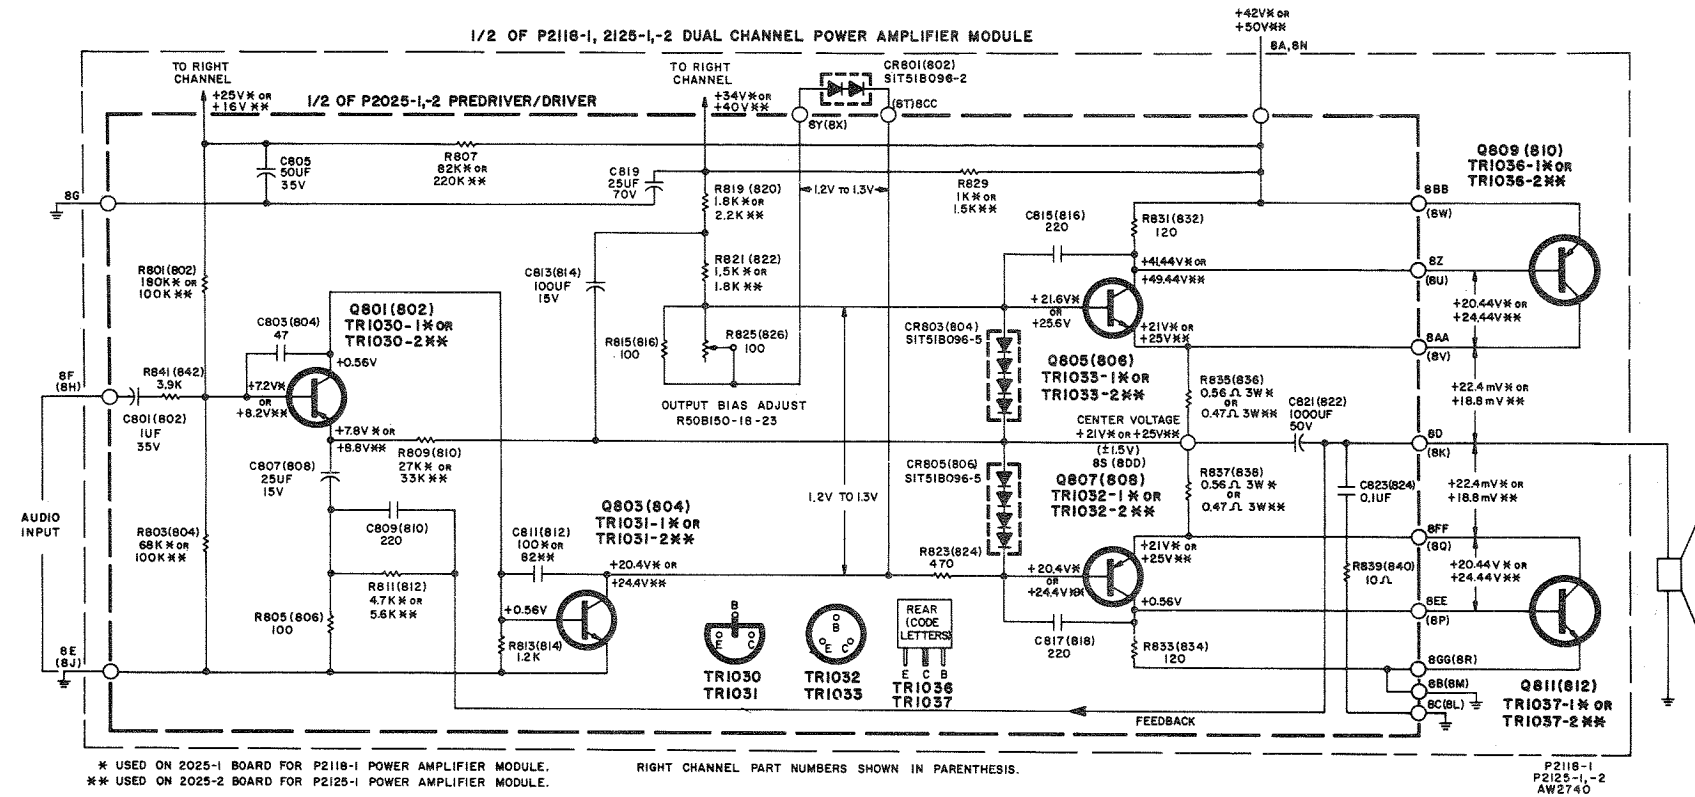 1/2 OF P2118-1, 2125-1,-2 DUAL CHANNEL POWER AMPLIFIER MODULE
+42V* OR
+50V**
8A,8N
TO RIGHT
CHANNEL
+25V* OR
+16V **
1/2 OF P2025-1,-2 PREDRIVER/DRIVER
TO RIGHT
CHANNEL
+34V* OR
+40V**
CR801(802)
SIT51B096-2
8Y(8X)
(8T)8CC
C805
50UF
35V
R807
82K* OR
220K **
C819
25UF
70V
R819 (820)
1.8K* OR
2.2K **
1.2V TO 1.3V
R829
1K* OR
1.5K**
Q809 (810)
TR1036-1* OR
TR1036-2**
8G
8BB
(8W)
C815(816)
220
R831(832)
120
R801(802)
180K* OR
100K **
C813(814)
100UF
15V
R821 (822)
1.5K* OR
1.8K **
+41.44V* OR
+49.44V**
8Z
(8U)
Q801(802)
TR1030-1* OR
TR1030-2**
C803(804)
47
+0.56V
R815(816)
100
R825(826)
100
+21.6V*
OR
+25.6V
CR803(804)
SIT51B096-5
+21V* OR
+25V**
+20.44V* OR
+24.44V**
8AA
(8V)
8F
(8H)
R841(842)
3.9K
+7.2V*
OR
+8.2V**
Q805(806)
TR1033-1* OR
TR1033-2**
R835(836)
0.56 Ω 3W*
OR
0.47Ω 3W**
C821(822)
1000UF
50V
+22.4mV* OR
+18.8mV **
OUTPUT BIAS ADJUST
R50B150-18-23
C801(802)
1UF
35V
+7.8V* OR
+8.8V**
R809(810)
27K* OR
33K **
CENTER VOLTAGE
+21V* OR +25V**
(±1.5V)
8S (8DD)
8D
(8K)
C807(808)
25UF
15V
CR805(806)
SIT51B096-5
Q807(808)
TR1032-1* OR
TR1032-2**
R837(838)
0.56 Ω 3W *
OR
0.47 Ω 3W**
C823(824)
0.1UF
+22.4mV* OR
+18.8mV **
1.2V TO 1.3V
AUDIO
INPUT
R803(804)
68K* OR
100K**
C809(810)
220
C811(812)
100* OR
82**
Q803(804)
TR1031-1* OR
TR1031-2**
+20.4V* OR
+24.4V**
R823(824)
470
+20.4V*
OR
+24.4V**
+21V* OR
+25V**
8FF
(8Q)
R811(812)
4.7K* OR
5.6K**
R839(840)
10Ω
+20.44V* OR
+24.44V**
R805(806)
100
+0.56V
+0.56V
8EE
(8P)
R813(814)
1.2K
B
E C
TR1030
TR1031
B
E C
TR1032
TR1033
REAR
(CODE
LETTERS)
E C B
TR1036
TR1037
C817(818)
220
R833(834)
120
8E
(8J)
8GG(8R)
8B(8M)
8C(8L)
Q811(812)
TR1037-1* OR
TR1037-2**
FEEDBACK
* USED ON 2025-1 BOARD FOR P2118-1 POWER AMPLIFIER MODULE.
** USED ON 2025-2 BOARD FOR P2125-1 POWER AMPLIFIER MODULE.
RIGHT CHANNEL PART NUMBERS SHOWN IN PARENTHESIS.
P2118-1
P2125-1,-2
AW2740